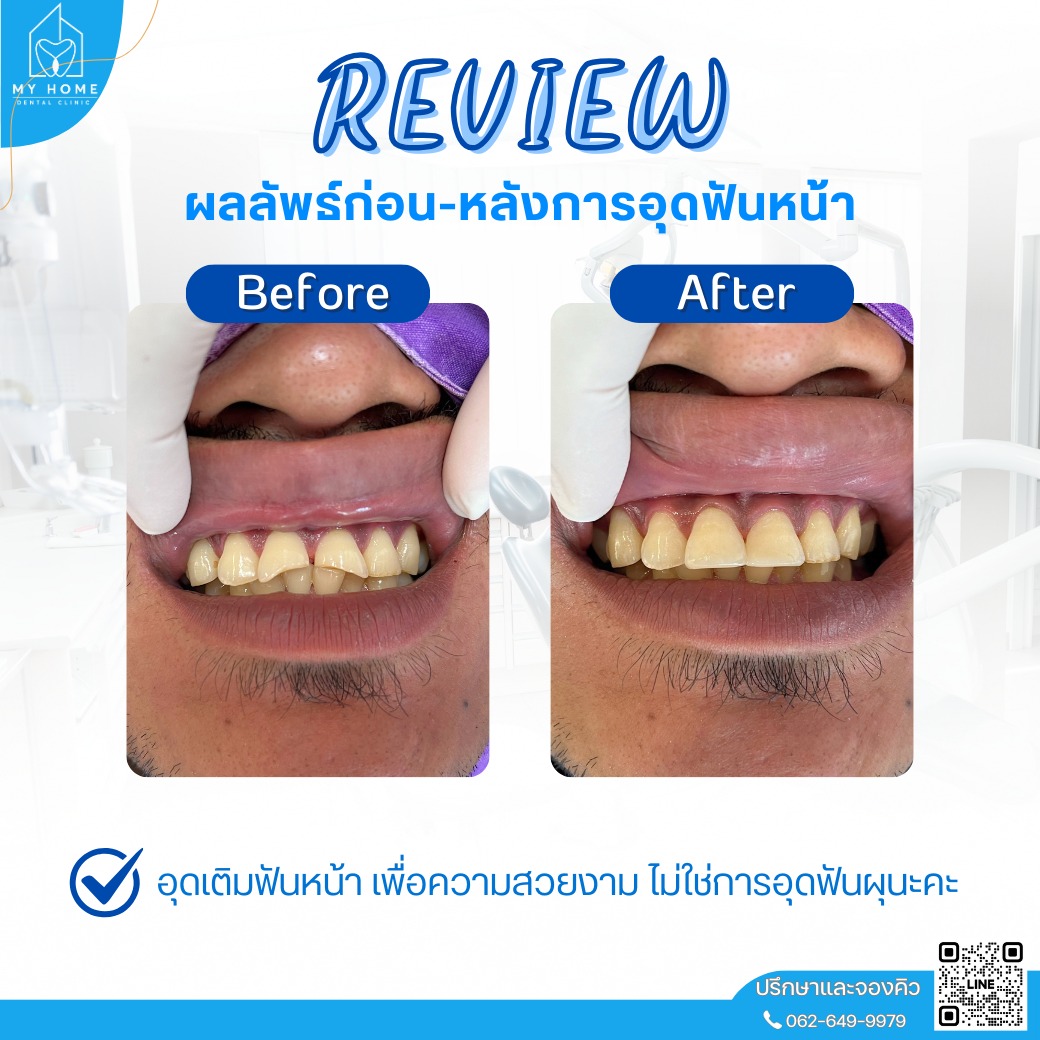 MY HOME
DENTAL CLINIC
REVIEW
ผลลัพธ์ก่อน-หลังการอุดฟันหน้า
Before
After
อุดเติมฟันหน้า เพื่อความสวยงาม ไม่ใช่การอุดฟันผุนะคะ
ปรึกษาและจองคิว
062-649-9979
LINE